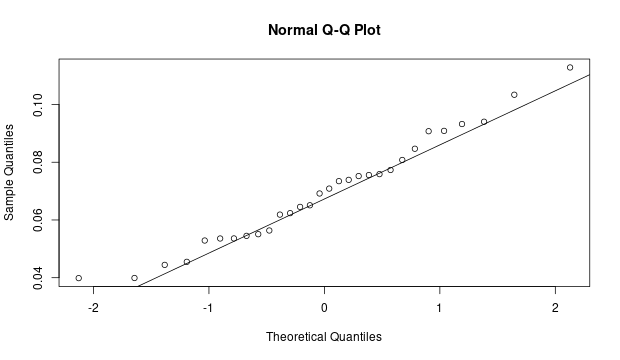 Normal Q-Q Plot
Sample Quantiles
0.10
0.08
0.06
0.04
-2 -1 0 1 2
Theoretical Quantiles